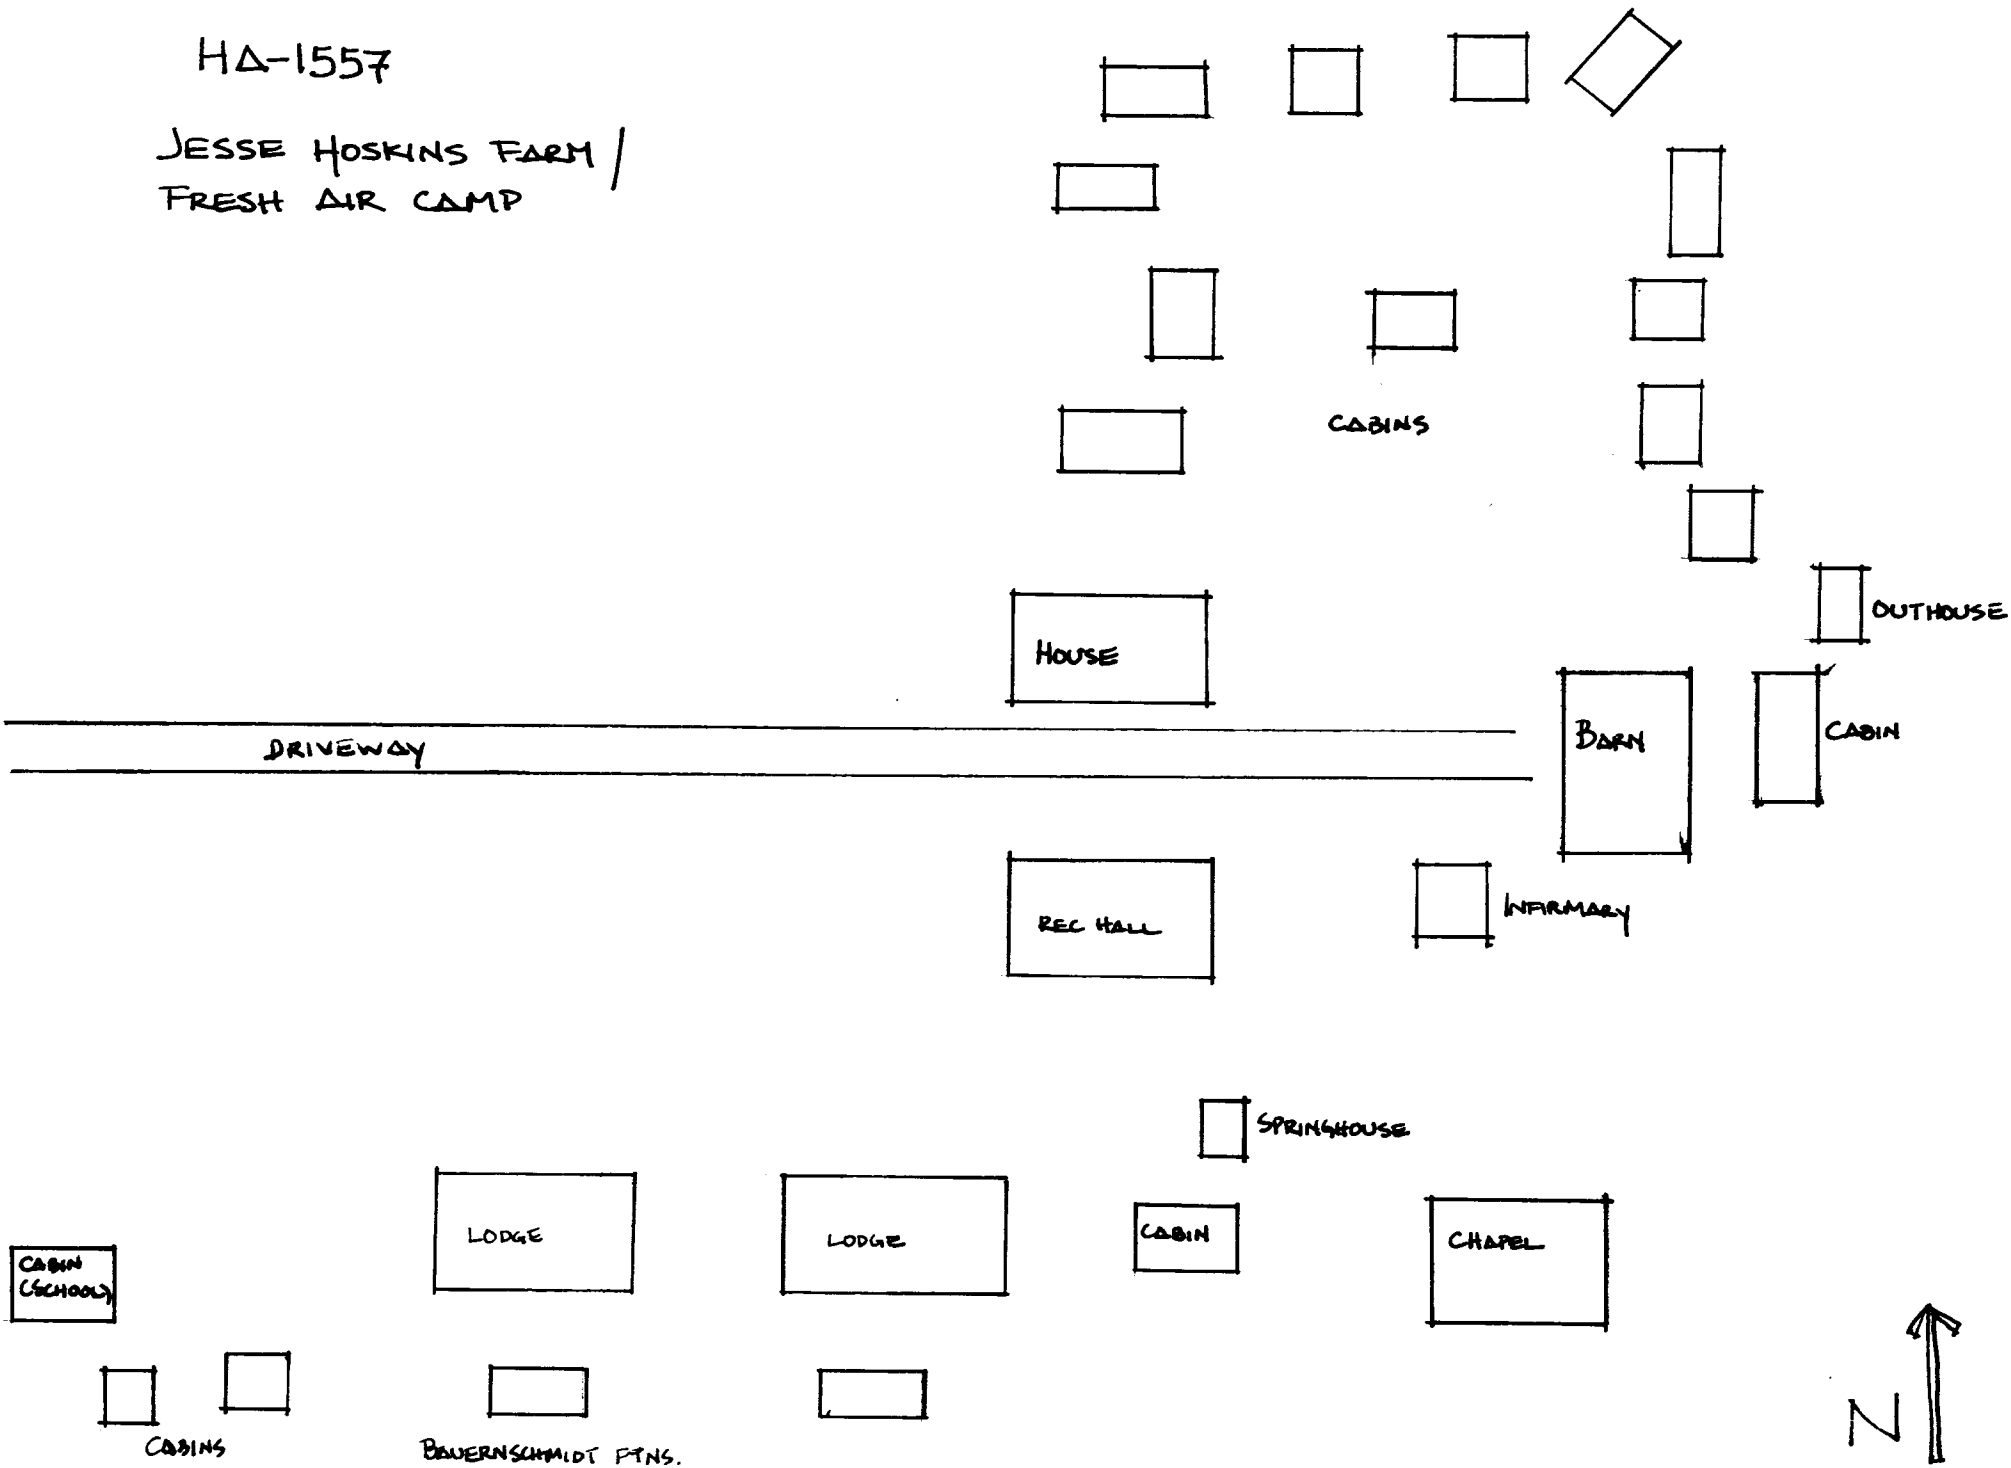 HA-1557
JESSE HOSKINS FARM /
FRESH AIR CAMP
CABINS
OUTHOUSE
HOUSE
BARN
CABIN
DRIVEWAY
REC HALL
INFIRMARY
SPRINGHOUSE
LODGE
LODGE
CABIN
CHAPEL
CABIN
(SCHOOL)
CABINS
BAUERNSCHMIDT FTNS.
N